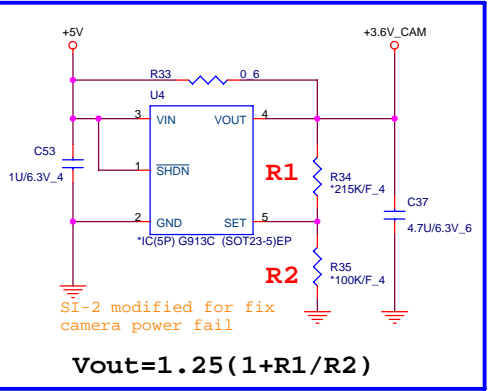 +5V
+3.6V_CAM
R33
0_6
U4
3
VIN
VOUT
4
C53
1U/6.3V_4
1
SHDN
R1
R34
*215K/F_4
C37
4.7U/6.3V_6
2
GND
SET
5
*IC(5P) G913C (SOT23-5)EP
R2
R35
*100K/F_4
SI-2 modified for fix
camera power fail
Vout=1.25(1+R1/R2)